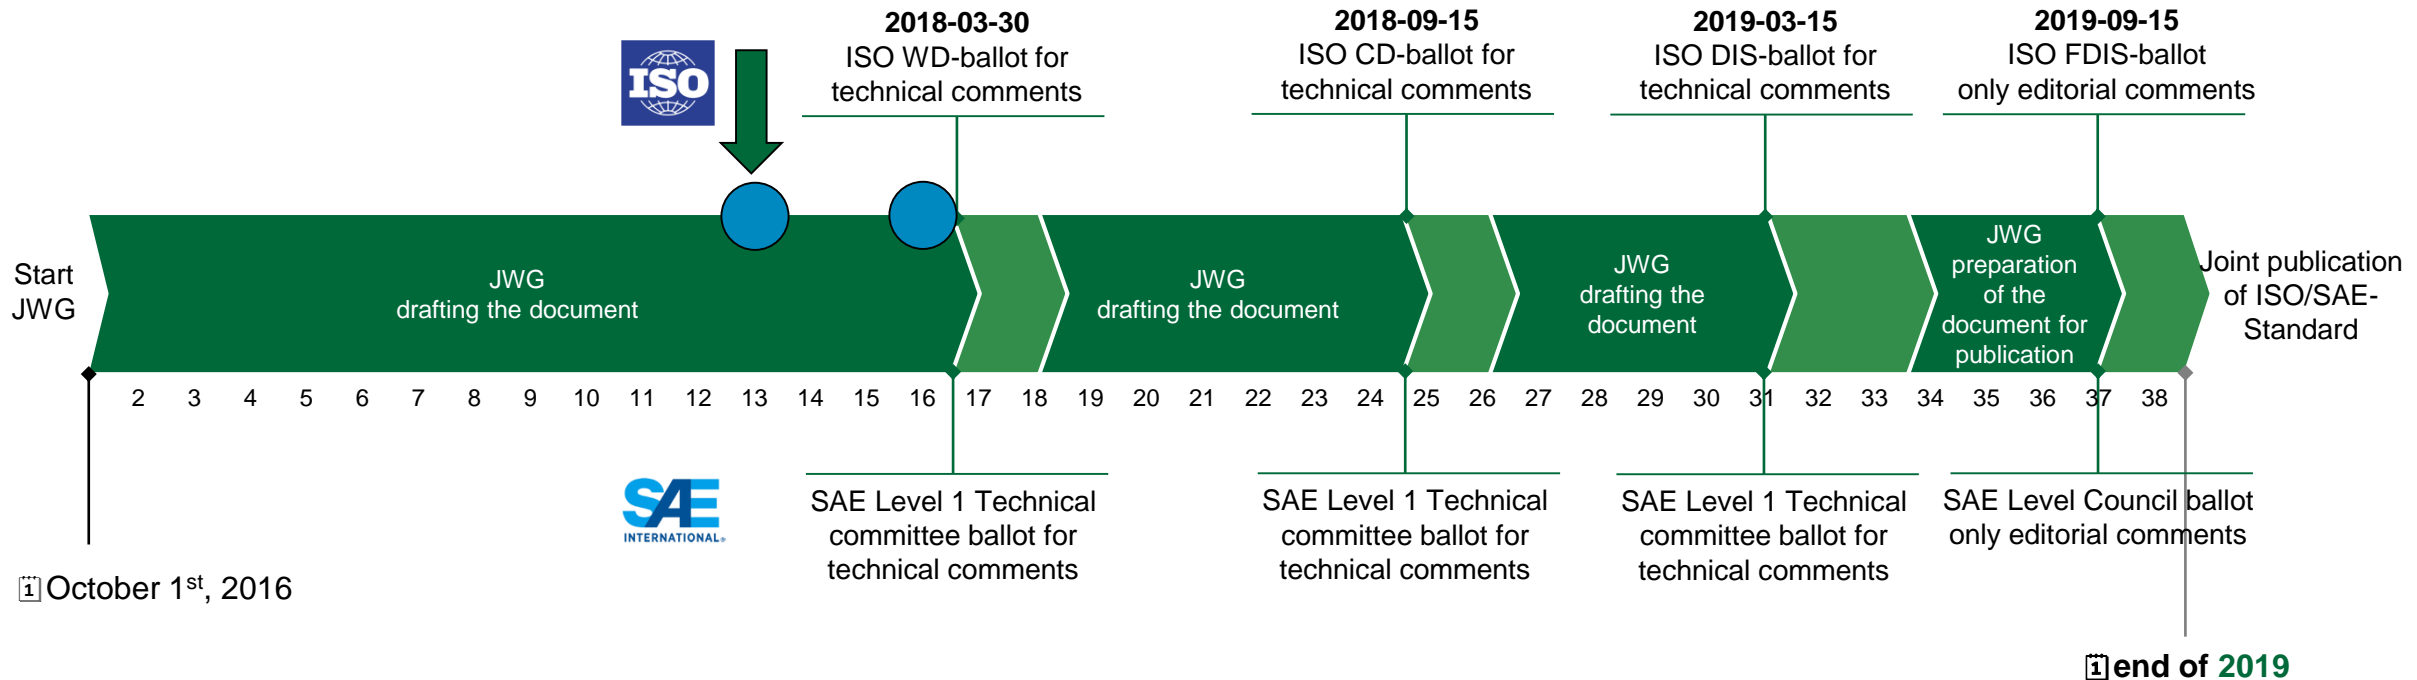 2018-03-30
ISO WD-ballot for
technical comments
2018-09-15
ISO CD-ballot for
technical comments
2019-03-15
ISO DIS-ballot for
technical comments
2019-09-15
ISO FDIS-ballot
only editorial comments
ISO
Start
JWG
JWG
drafting the document
JWG
drafting the document
JWG
drafting the
document
JWG
preparation
of the
document for
publication
Joint publication
of ISO/SAE-
Standard
2 3 4 5 6 7 8 9 10 11 12 13 14 15 16 17 18 19 20 21 22 23 24 25 26 27 28 29 30 31 32 33 34 35 36 37 38
SAE
INTERNATIONAL®
SAE Level 1 Technical
committee ballot for
technical comments
SAE Level 1 Technical
committee ballot for
technical comments
SAE Level 1 Technical
committee ballot for
technical comments
SAE Level Council ballot
only editorial comments
🗓October 1st, 2016
🗓end of 2019